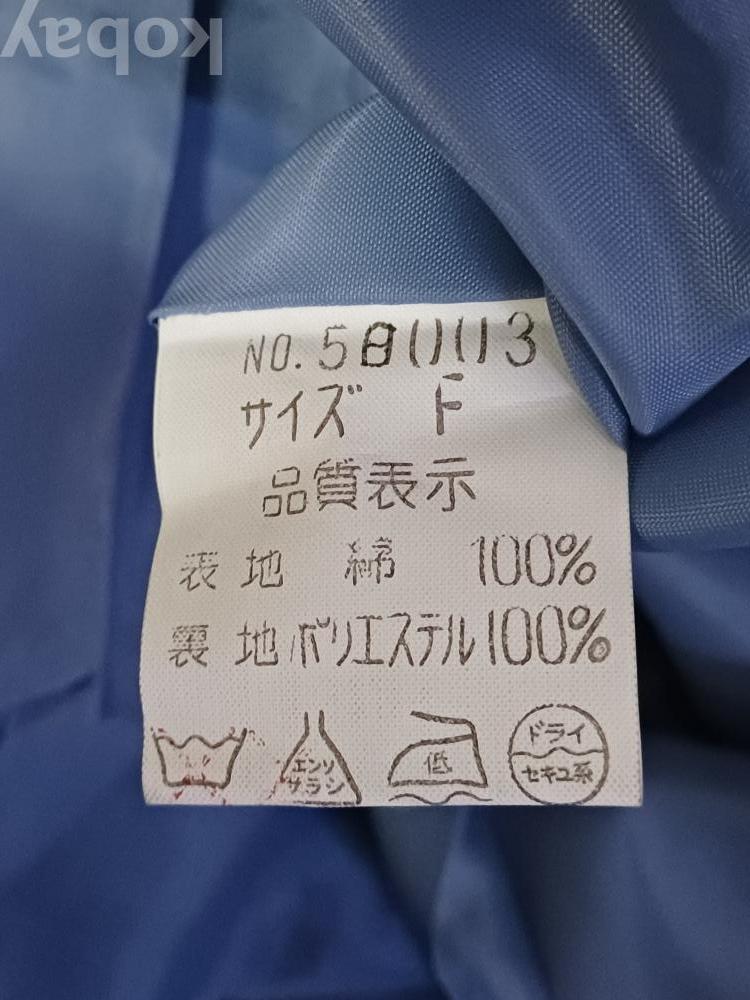 kobay
NO.580003
サイズ F
品質表示
表地 綿 100%
裏地 ポリエステル 100%
エンソ
サラシ
低
ドライ
セキユ系